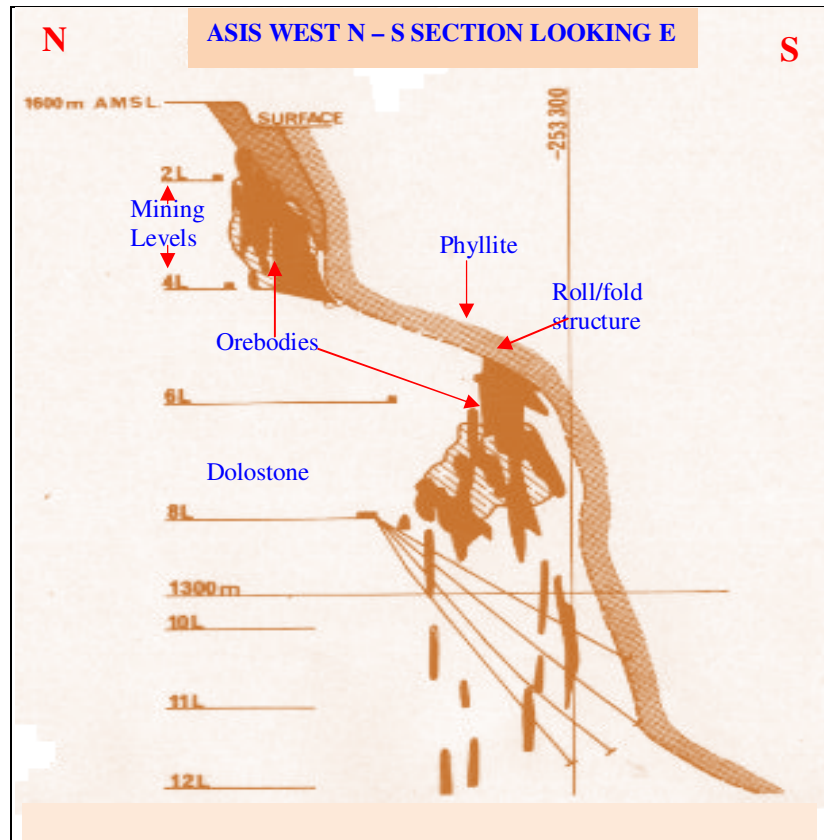 ASIS WEST N – S SECTION LOOKING E
N
S
1600m AMSL.
SURFACE
-253 300
2L
Mining
Levels
4L
Phyllite
Roll/fold
structure
Orebodies
6L
Dolostone
8L
1300m
10L
11L
12L